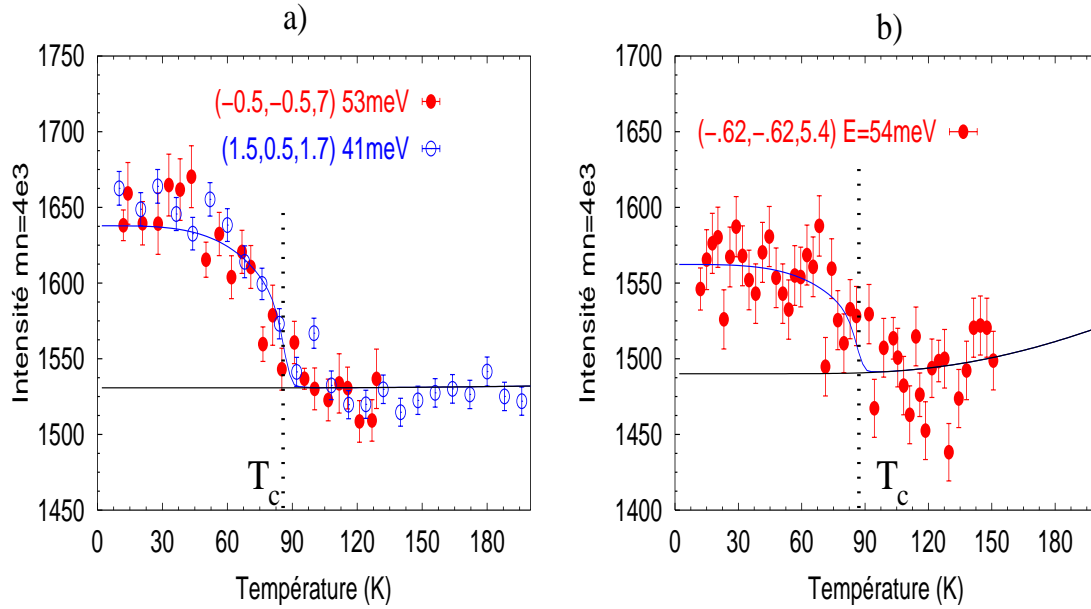 a)
1750
1700
1650
1600
1550
1500
1450
Intensité mn=4e3
(−0.5,−0.5,7) 53meV
(1.5,0.5,1.7) 41meV
Tc
0 30 60 90 120 150 180
Température (K)
b)
1700
1650
1600
1550
1500
1450
1400
Intensité mn=4e3
(−.62,−.62,5.4) E=54meV
Tc
0 30 60 90 120 150 180
Température (K)